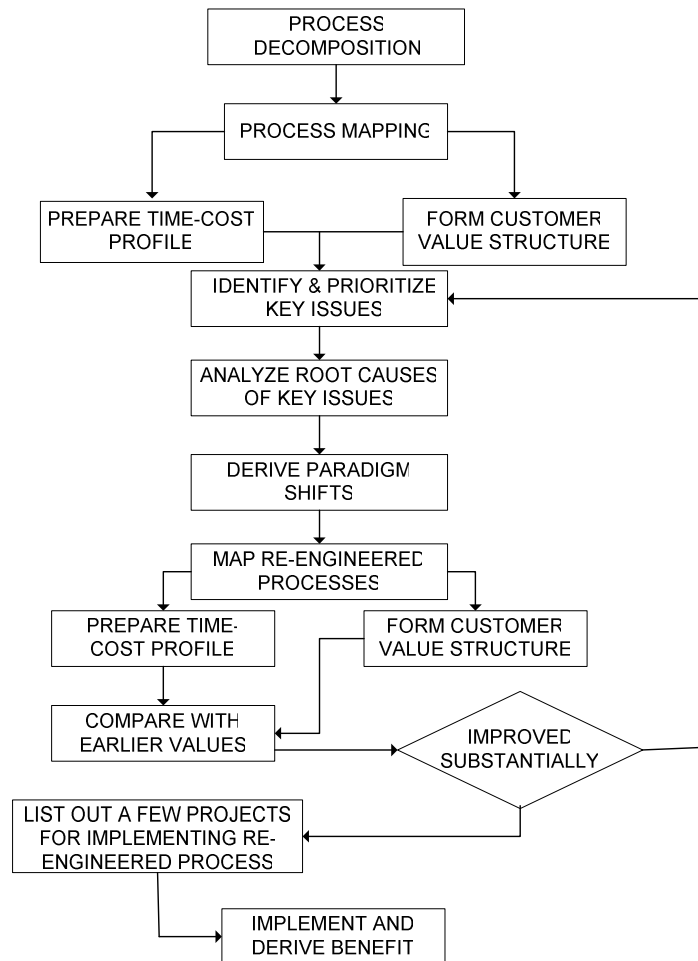 PROCESS
DECOMPOSITION
PROCESS MAPPING
PREPARE TIME-COST
PROFILE
FORM CUSTOMER
VALUE STRUCTURE
IDENTIFY & PRIORITIZE
KEY ISSUES
ANALYZE ROOT CAUSES
OF KEY ISSUES
DERIVE PARADIGM
SHIFTS
MAP RE-ENGINEERED
PROCESSES
PREPARE TIME-
COST PROFILE
FORM CUSTOMER
VALUE STRUCTURE
COMPARE WITH
EARLIER VALUES
IMPROVED
SUBSTANTIALLY
LIST OUT A FEW PROJECTS
FOR IMPLEMENTING RE-
ENGINEERED PROCESS
IMPLEMENT AND
DERIVE BENEFIT